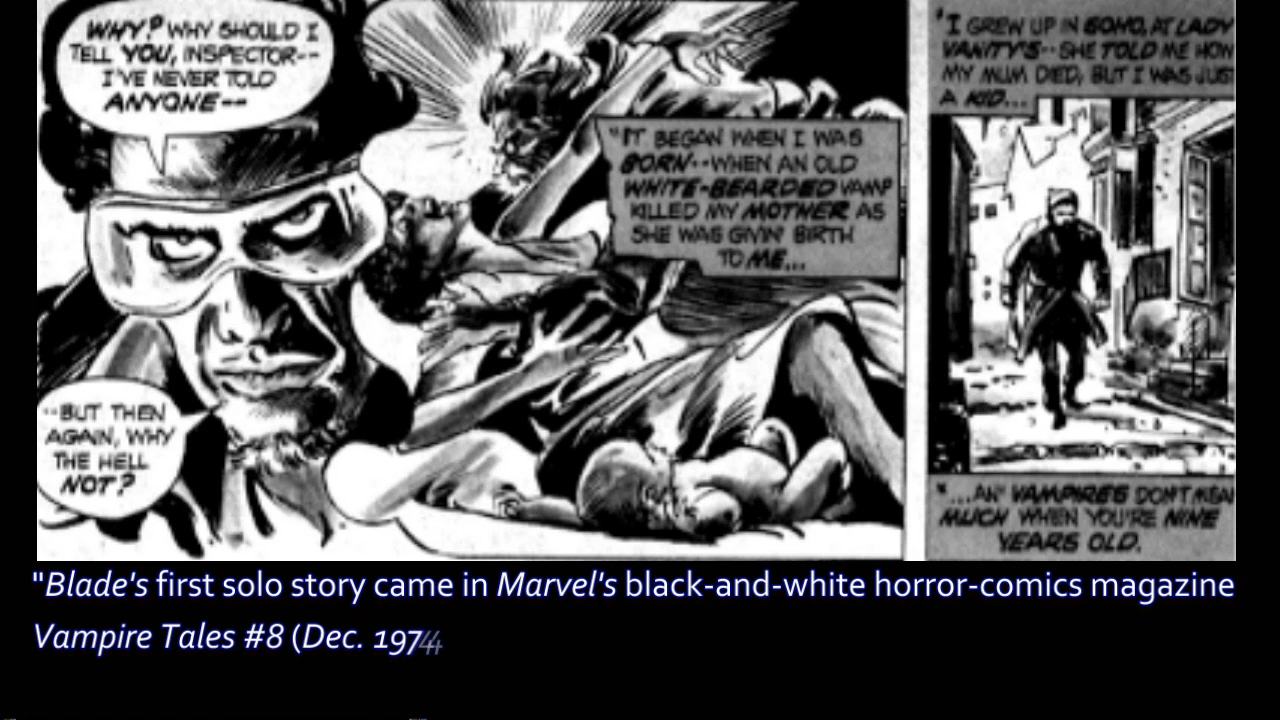 WHY? WHY SHOULD I
TELL YOU, INSPECTOR--
I'VE NEVER TOLD
ANYONE--
--BUT THEN
AGAIN, WHY
THE HELL
NOT?
"IT BEGAN WHEN I WAS
BORN--WHEN AN OLD
WHITE-BEARDED VAMP
KILLED MY MOTHER AS
SHE WAS GIVIN' BIRTH
TO ME...
"I GREW UP IN SOHO, AT LADY
VANITY'S--SHE TOLD ME HOW
MY MUM DIED, BUT I WAS JUST
A KID...
"...AN' VAMPIRES DON'T MEAN
MUCH WHEN YOU'RE NINE
YEARS OLD.
"Blade's first solo story came in Marvel's black-and-white horror-comics magazine
Vampire Tales #8 (Dec. 1974